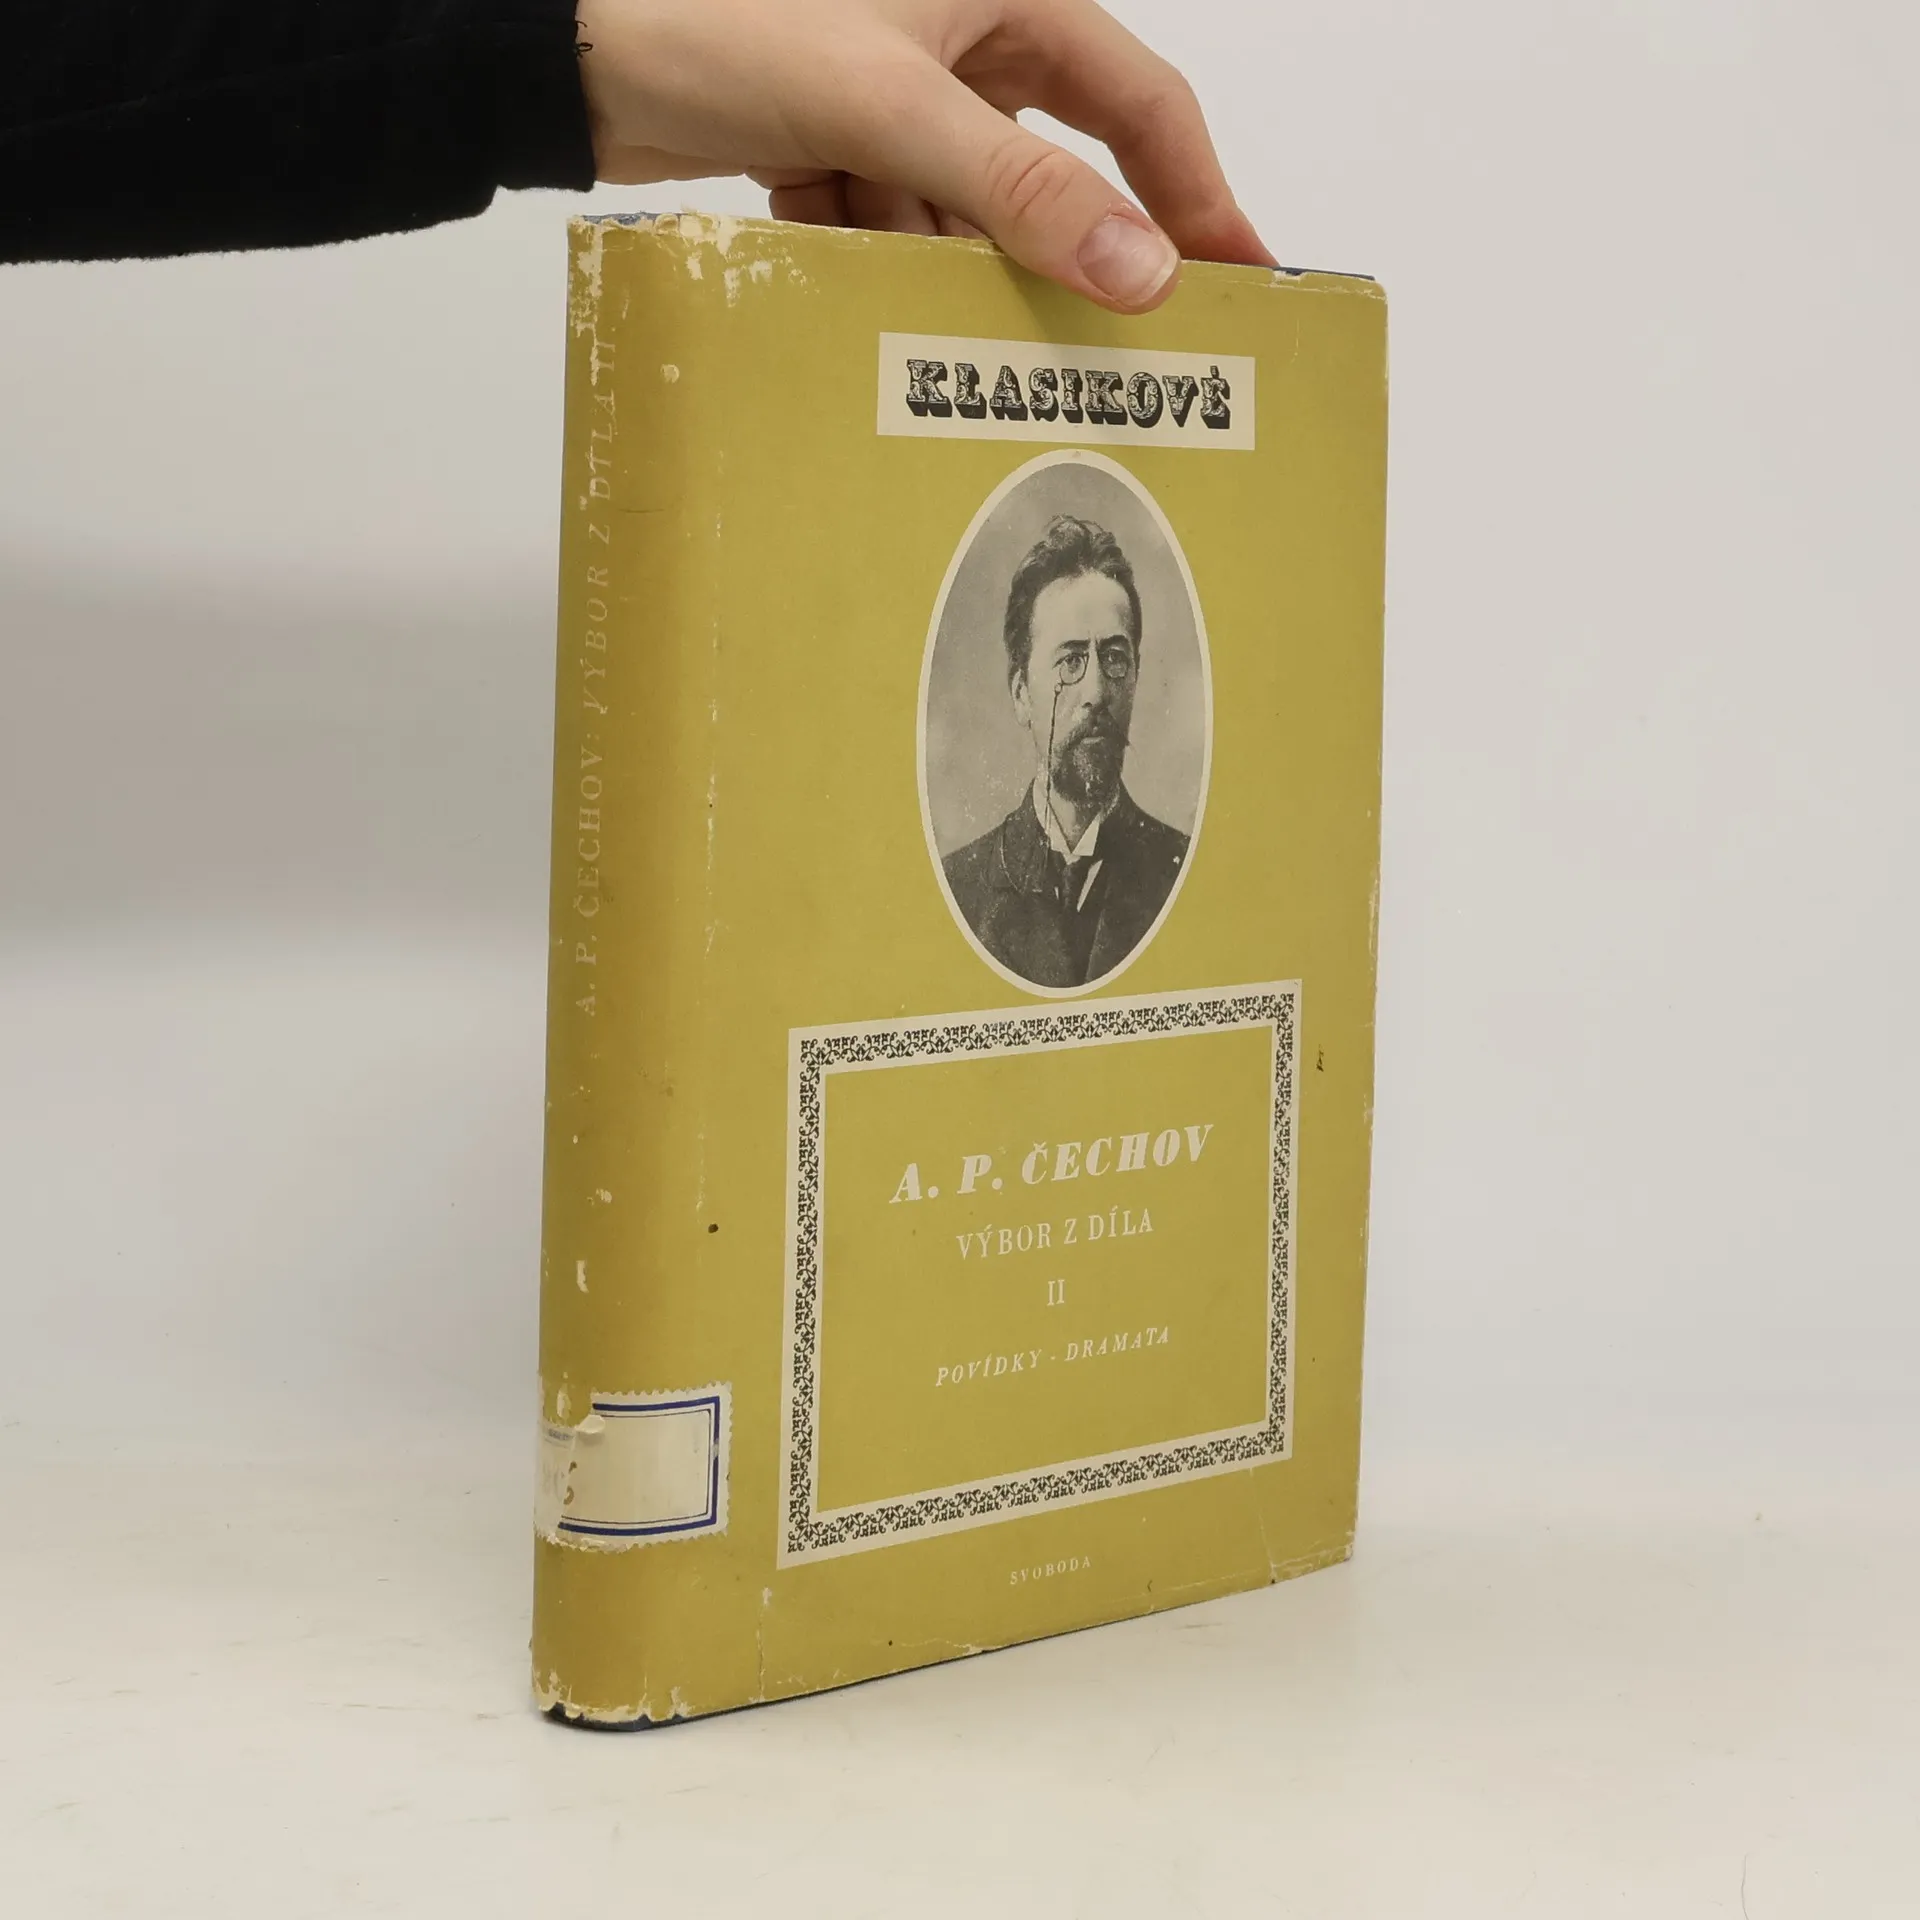 A. P. ČECHOV: VÝBOR Z DÍLA II
KLASIKOVÉ
A. P. ČECHOV
VÝBOR Z DÍLA
II
POVÍDKY - DRAMATA
SVOBODA